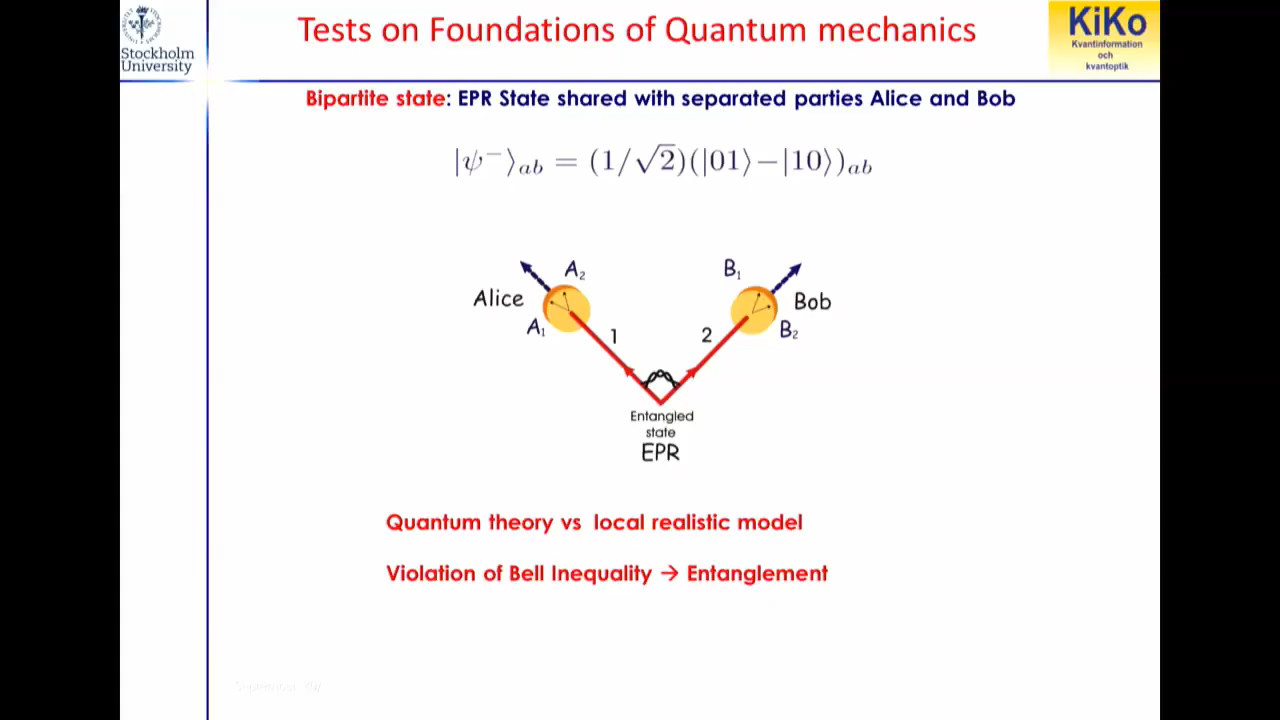 Stockholm
University
Tests on Foundations of Quantum mechanics
KiKo
Kvantinformation
och
kvantoptik
Bipartite state: EPR State shared with separated parties Alice and Bob
|ψ⁻⟩ab = (1/√2)(|01⟩−|10⟩)ab
A₂
B₁
Alice
Bob
A₁
B₂
1
2
Entangled
state
EPR
Quantum theory vs local realistic model
Violation of Bell Inequality → Entanglement